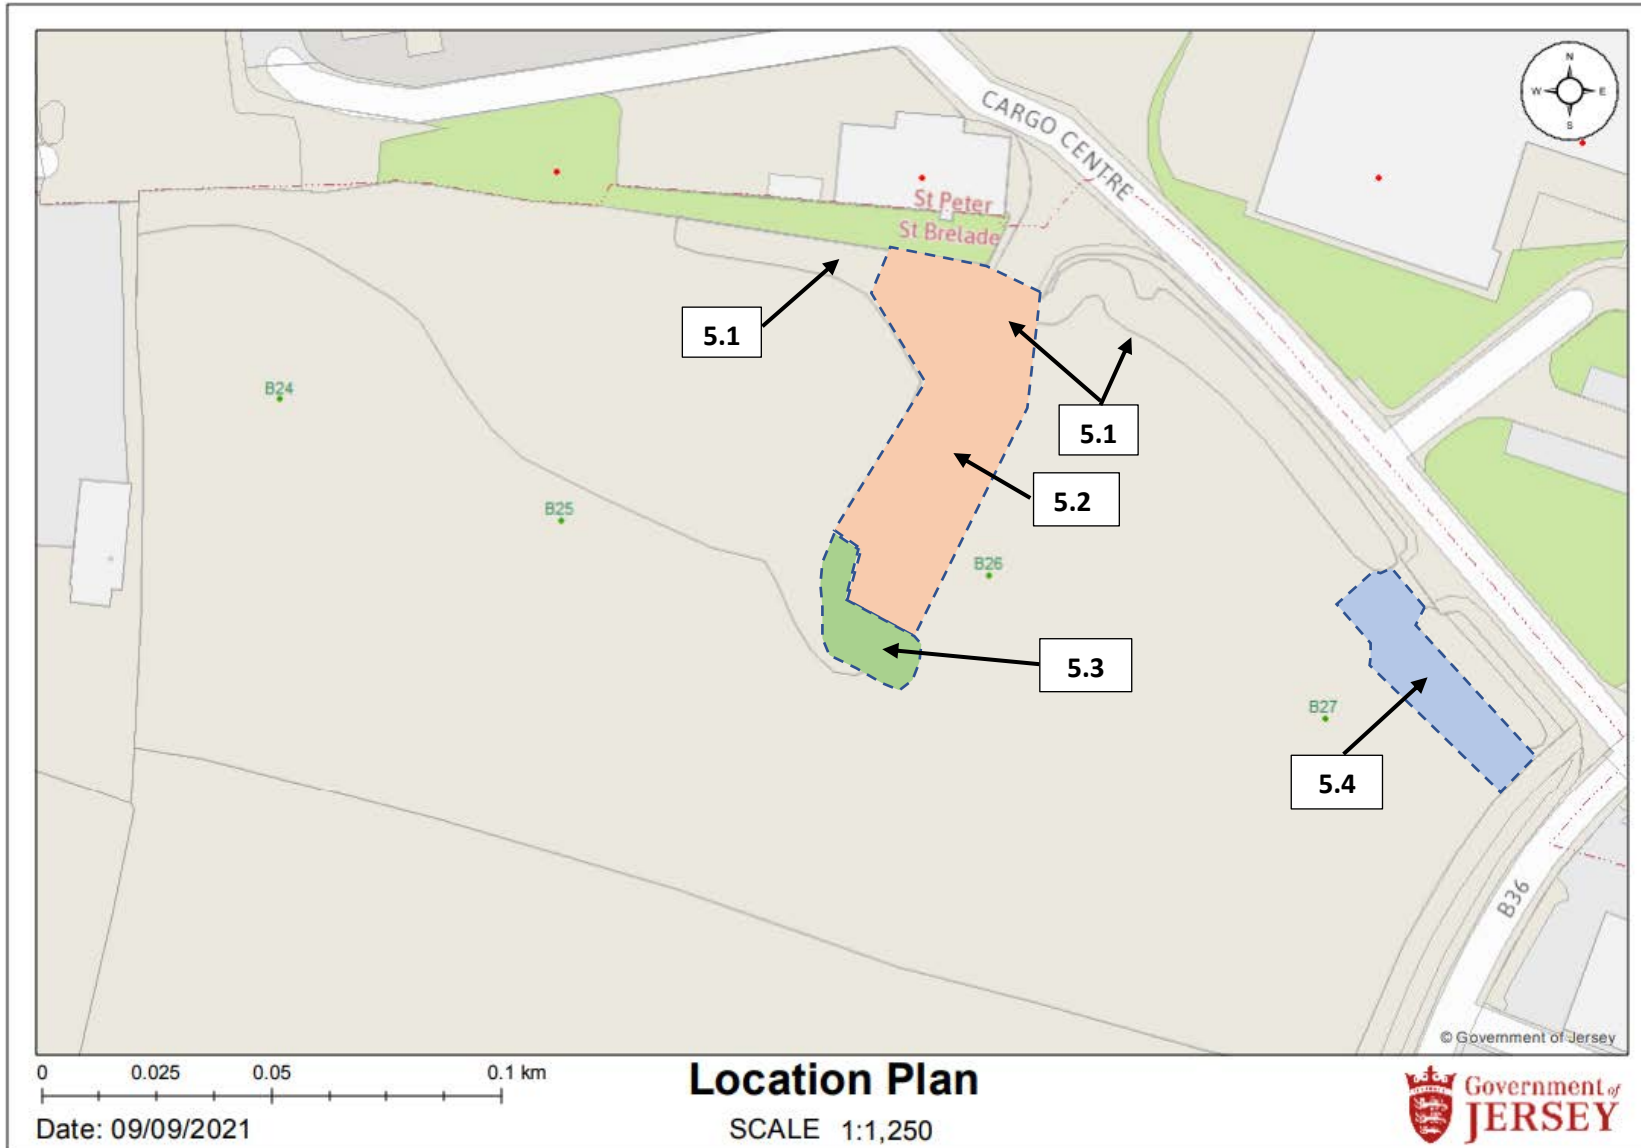 N
W E
S
CARGO CENTRE
St Peter
St Brelade
5.1
5.1
B24
5.2
B25
B26
5.3
B27
5.4
B36
© Government of Jersey
0 0.025 0.05 0.1 km
Location Plan
Date: 09/09/2021
SCALE 1:1,250
Government of
JERSEY